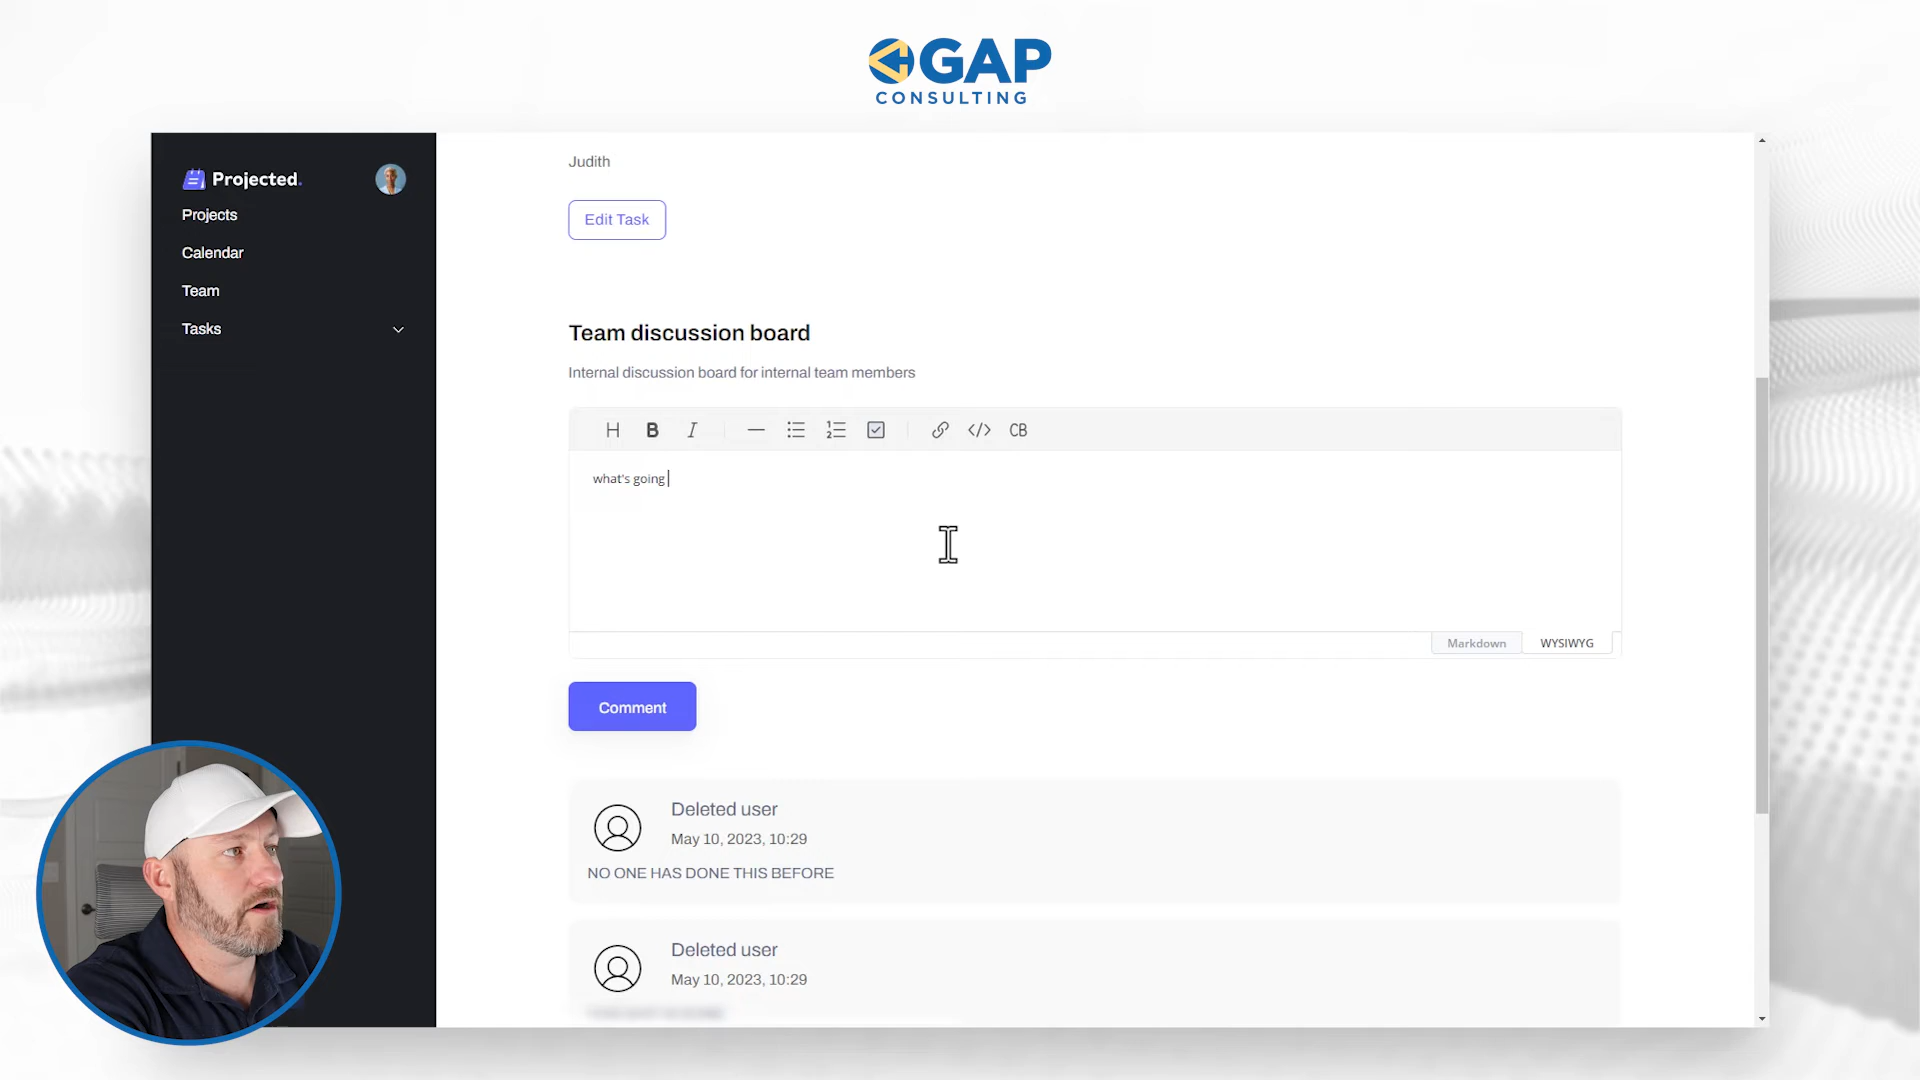 GAP
CONSULTING
Projected.
Projects
Calendar
Team
Tasks
Judith
Edit Task
Team discussion board
Internal discussion board for internal team members
H B I CB
what's going
Markdown WYSIWYG
Comment
Deleted user
May 10, 2023, 10:29
NO ONE HAS DONE THIS BEFORE
Deleted user
May 10, 2023, 10:29